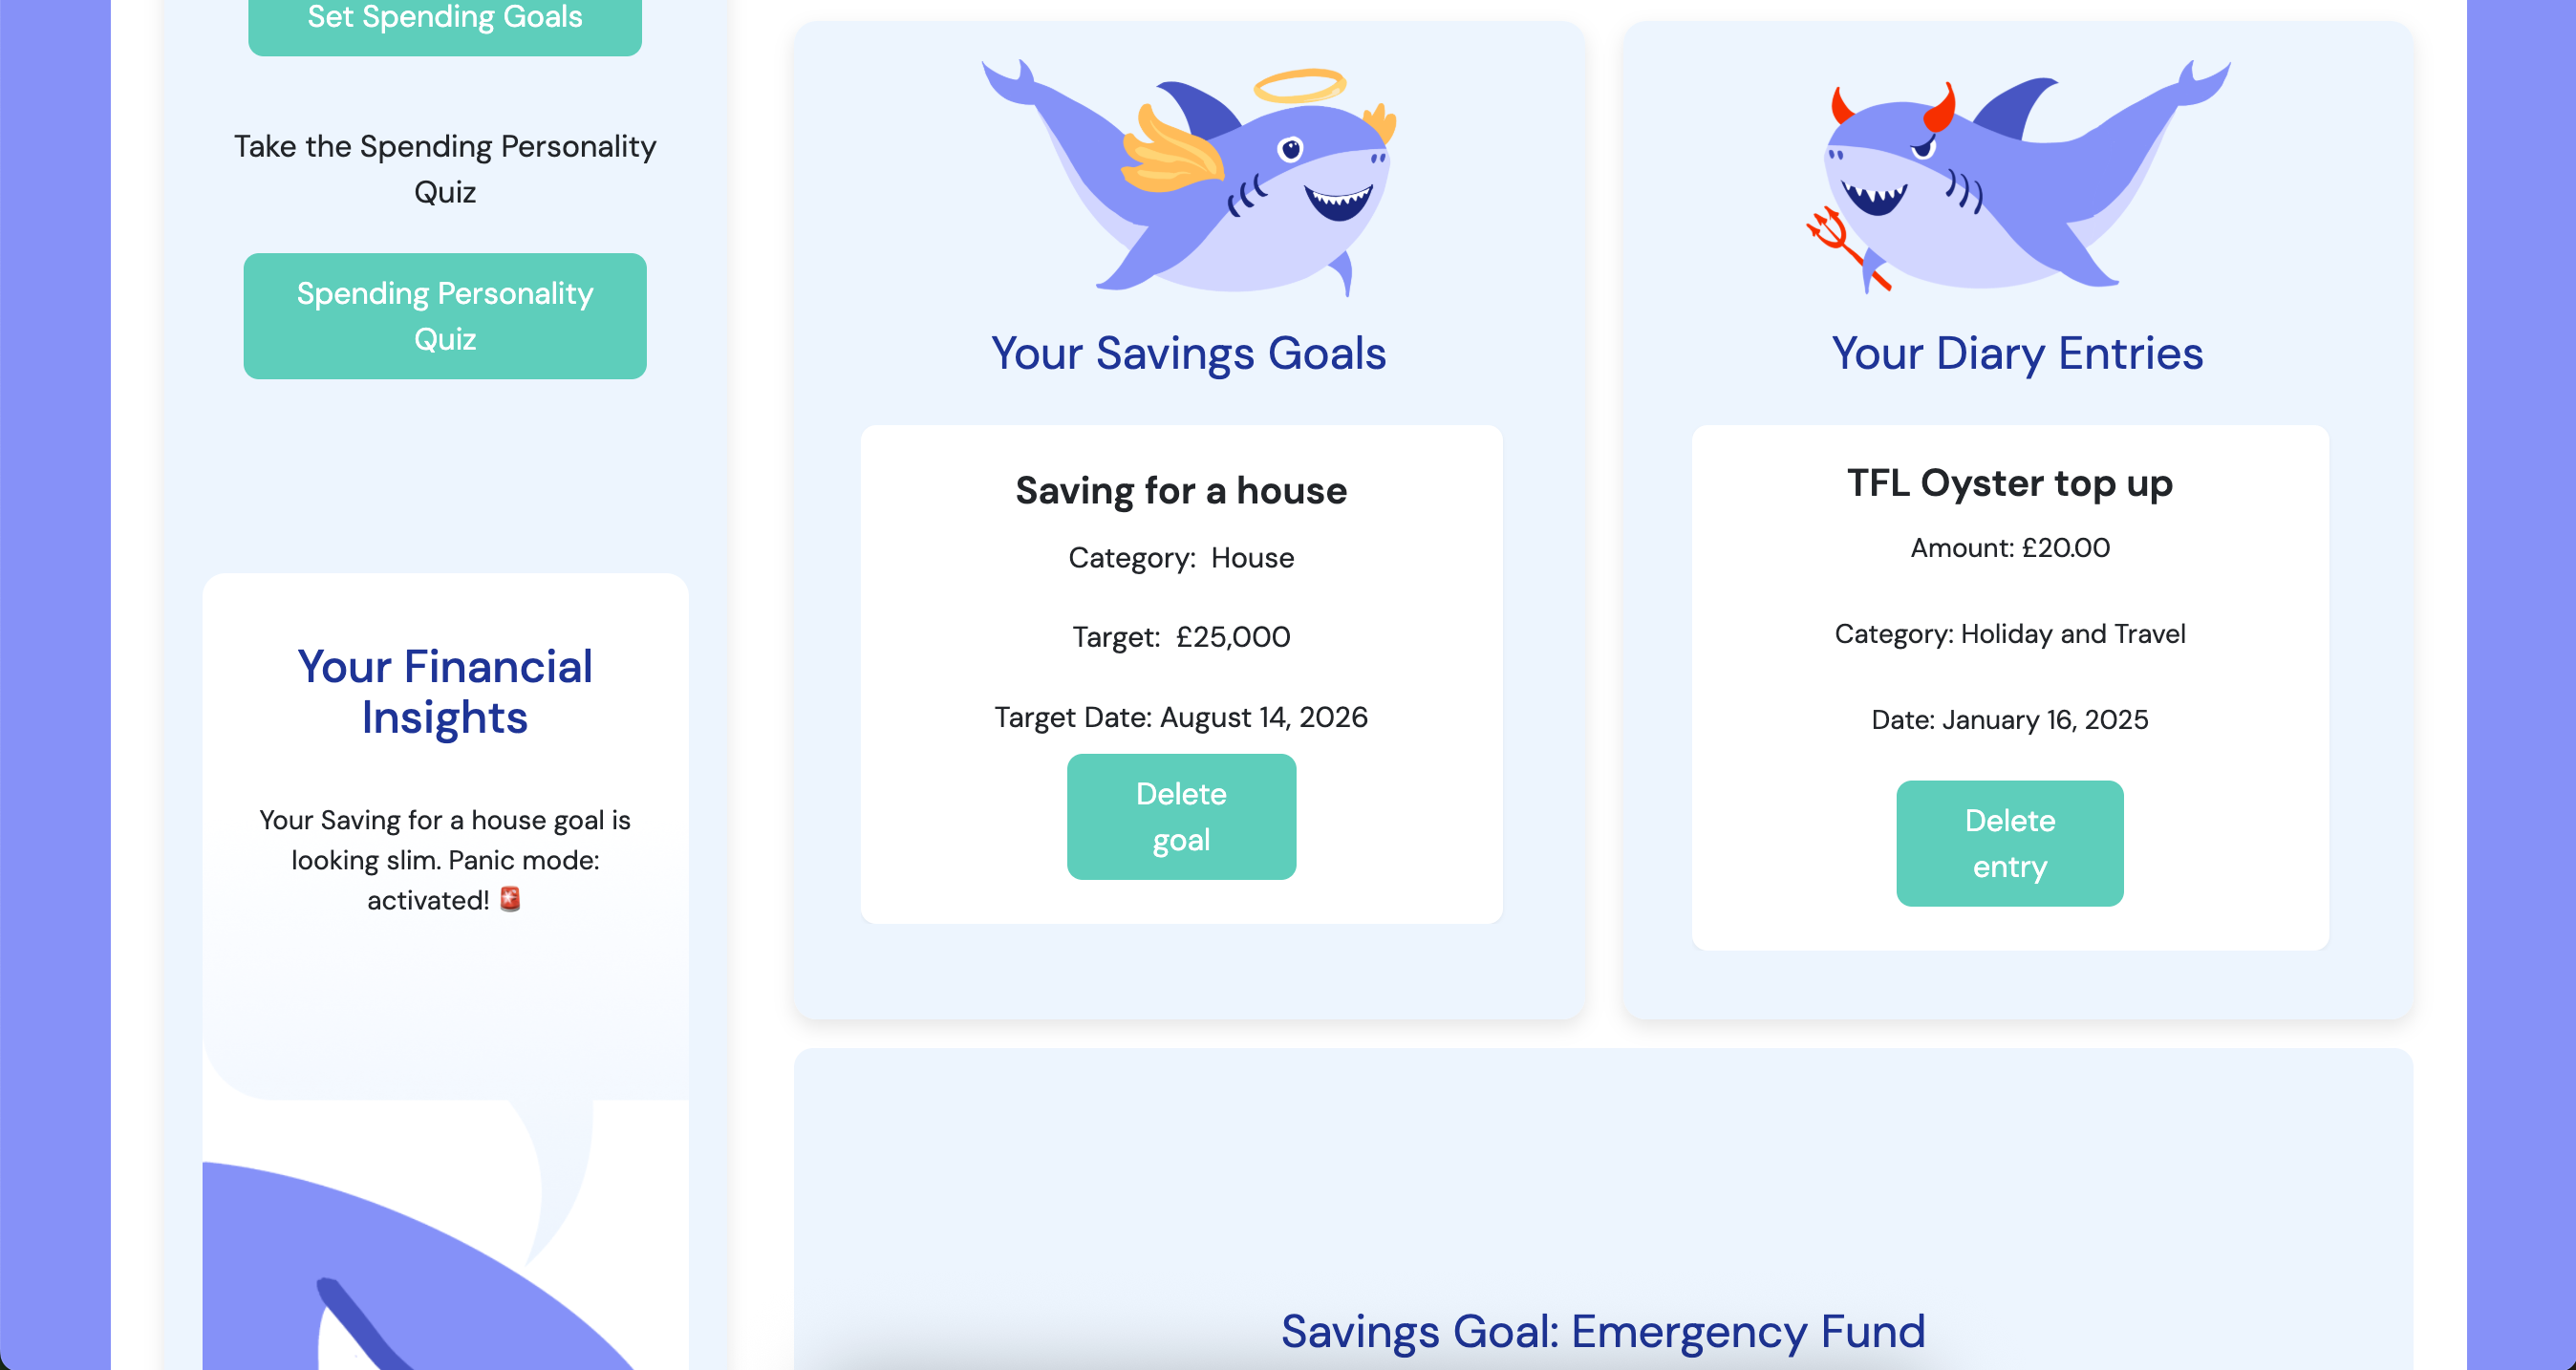 Set Spending Goals
Take the Spending Personality
Quiz
Spending Personality
Quiz
Your Financial
Insights
Your Saving for a house goal is
looking slim. Panic mode:
activated! 🚨
Your Savings Goals
Saving for a house
Category: House
Target: £25,000
Target Date: August 14, 2026
Delete
goal
Your Diary Entries
TFL Oyster top up
Amount: £20.00
Category: Holiday and Travel
Date: January 16, 2025
Delete
entry
Savings Goal: Emergency Fund